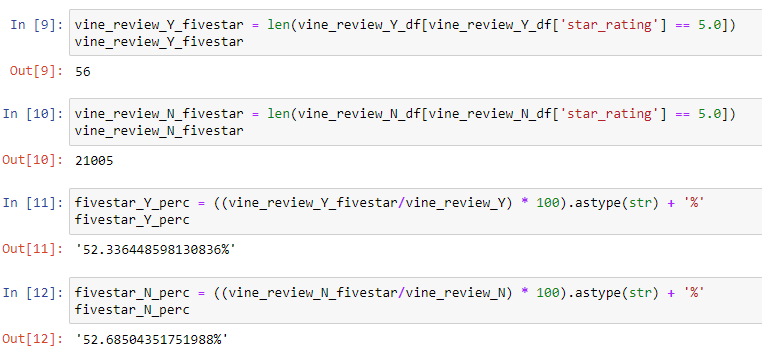 In [9]: vine_review_Y_fivestar = len(vine_review_Y_df[vine_review_Y_df['star_rating'] == 5.0])
vine_review_Y_fivestar
Out[9]: 56
In [10]: vine_review_N_fivestar = len(vine_review_N_df[vine_review_N_df['star_rating'] == 5.0])
vine_review_N_fivestar
Out[10]: 21005
In [11]: fivestar_Y_perc = ((vine_review_Y_fivestar/vine_review_Y) * 100).astype(str) + '%'
fivestar_Y_perc
Out[11]: '52.336448598130836%'
In [12]: fivestar_N_perc = ((vine_review_N_fivestar/vine_review_N) * 100).astype(str) + '%'
fivestar_N_perc
Out[12]: '52.68504351751988%'